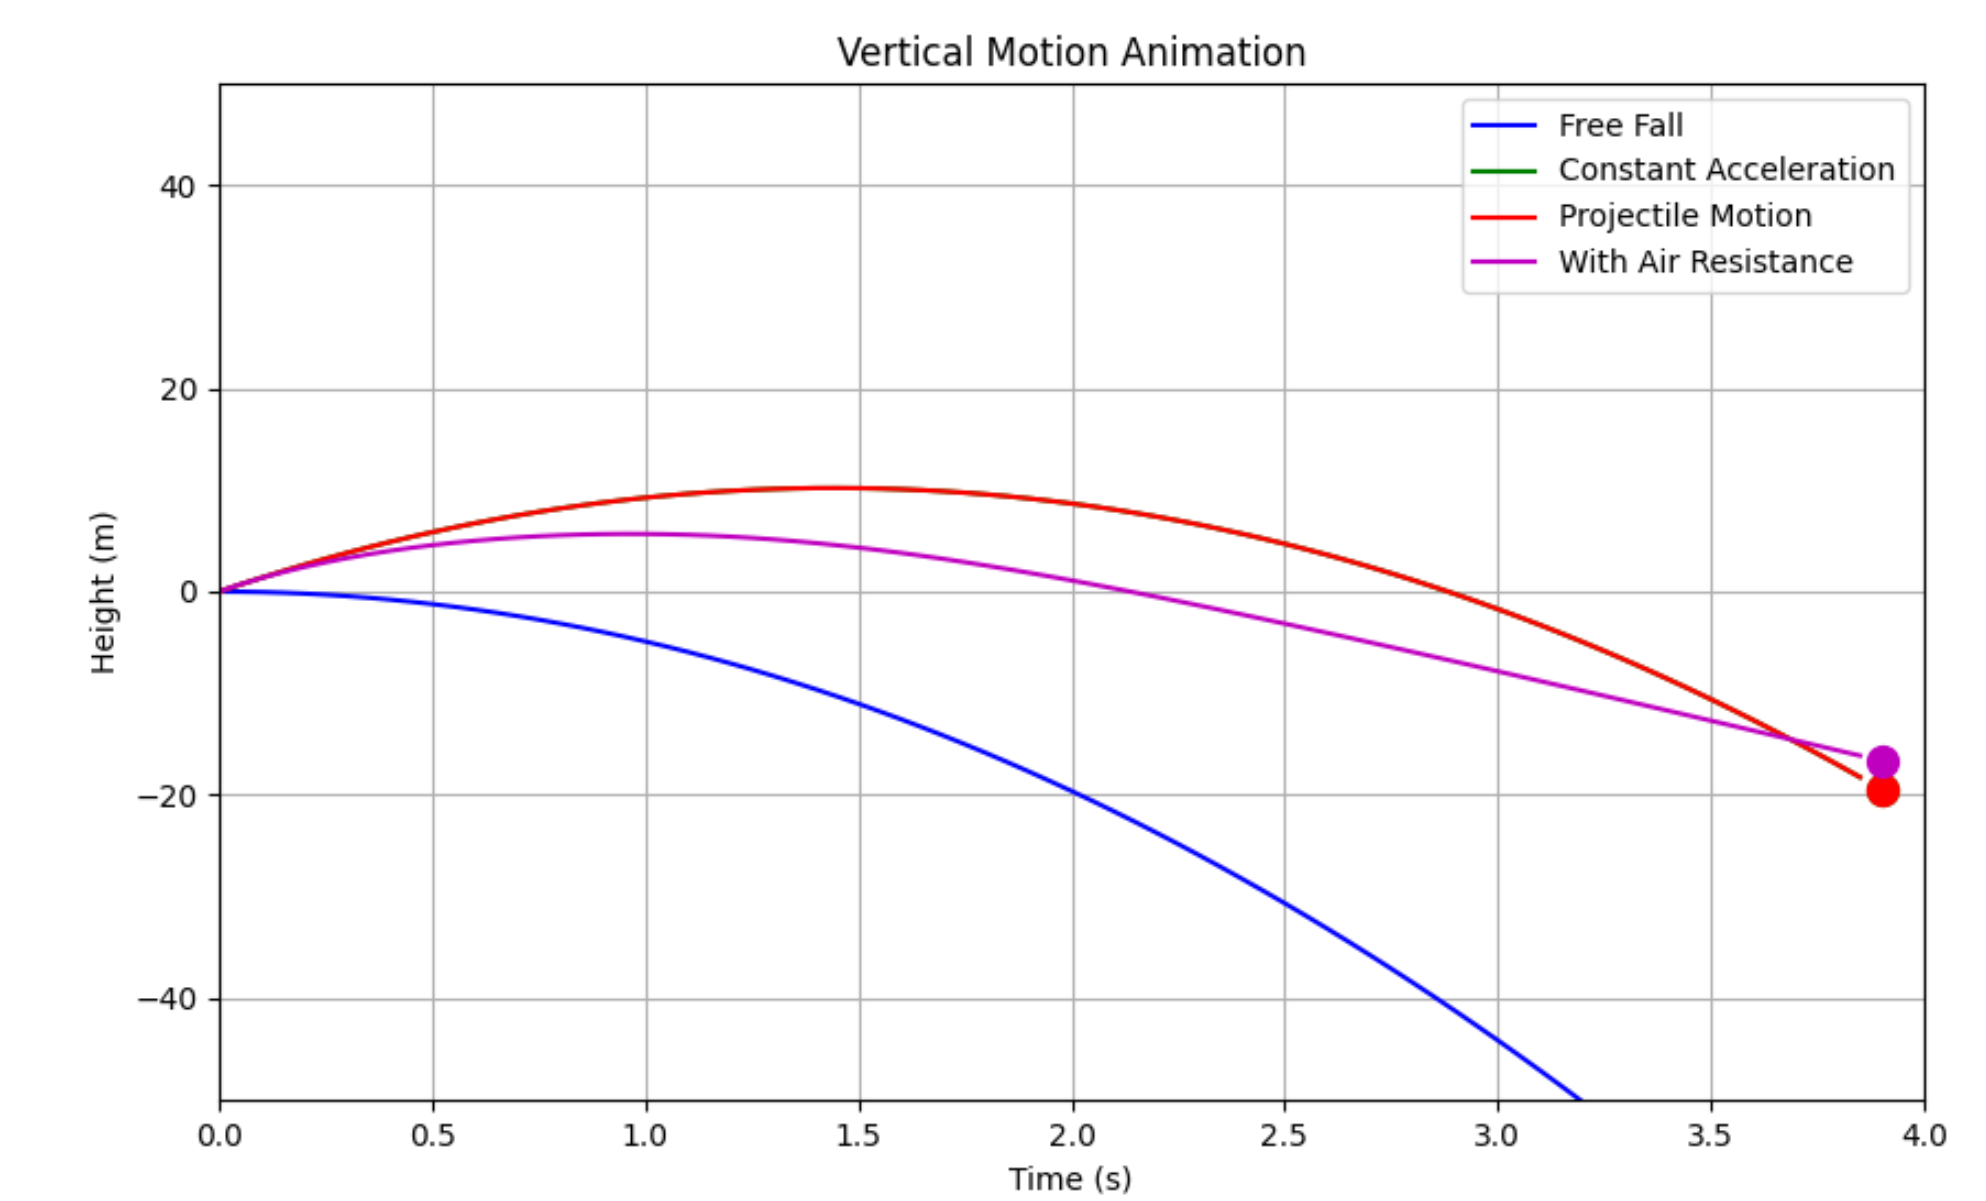 Vertical Motion Animation
Free Fall
Constant Acceleration
Projectile Motion
With Air Resistance
40
20
0
−20
−40
Height (m)
0.0 0.5 1.0 1.5 2.0 2.5 3.0 3.5 4.0
Time (s)